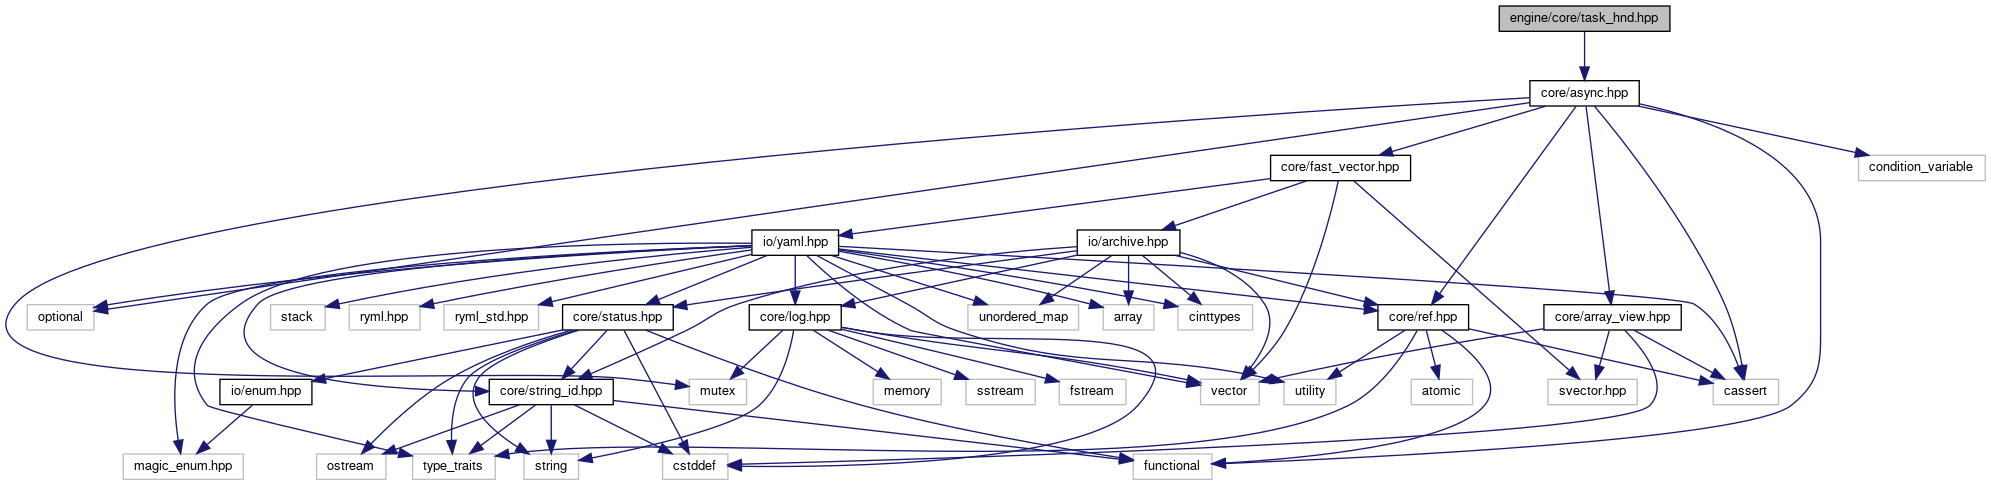 engine/core/task_hnd.hpp
core/async.hpp
core/fast_vector.hpp
condition_variable
io/yaml.hpp
io/archive.hpp
optional
stack
ryml.hpp
ryml_std.hpp
core/status.hpp
core/log.hpp
unordered_map
array
cinttypes
core/ref.hpp
core/array_view.hpp
io/enum.hpp
core/string_id.hpp
mutex
memory
sstream
fstream
vector
utility
atomic
svector.hpp
cassert
magic_enum.hpp
ostream
type_traits
string
cstddef
functional